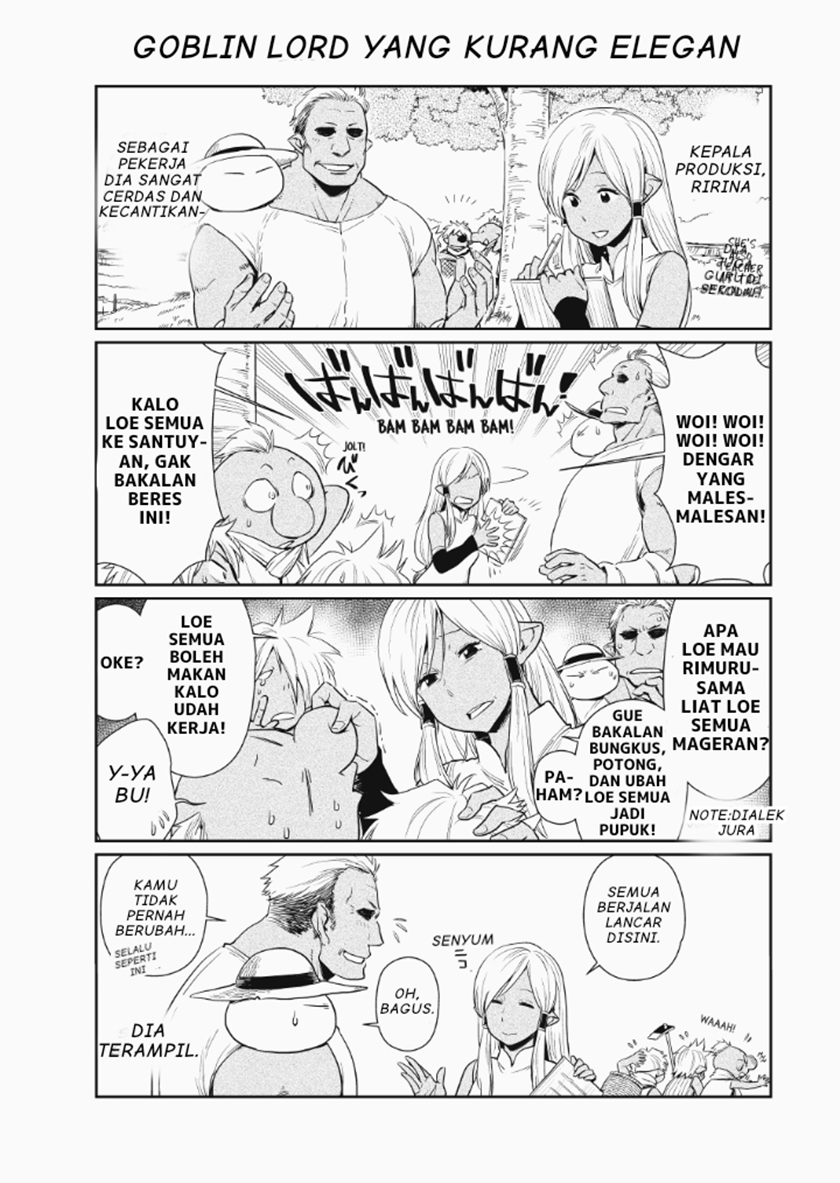 GOBLIN LORD YANG KURANG ELEGAN
KEPALA
PRODUKSI,
RIRINA
SEBAGAI
PEKERJA
DIA SANGAT
CERDAS DAN
KECANTIKAN-
WOI! WOI!
WOI! WOI!
DENGAR
YANG
MALES-
MALESAN!
ばんばんばんばん!
BAM BAM BAM BAM!
JOLT!
びくっ
KALO
LOE SEMUA
KE SANTUY-
AN, GAK
BAKALAN
BERES
INI!
APA
LOE MAU
RIMURU-
SAMA
LIAT LOE
SEMUA
MAGERAN?
NOTE:DIALEK
JURA
GUE
BAKALAN
BUNGKUS,
POTONG,
DAN UBAH
LOE SEMUA
JADI
PUPUK!
PA-
HAM?
LOE
SEMUA
BOLEH
MAKAN
KALO
UDAH
KERJA!
OKE?
Y-YA
BU!
SEMUA
BERJALAN
LANCAR
DISINI.
SENYUM
ニコ
OH,
BAGUS.
WAAAH!
KAMU
TIDAK
PERNAH
BERUBAH...
SELALU
SEPERTI
INI
DIA
TERAMPIL.